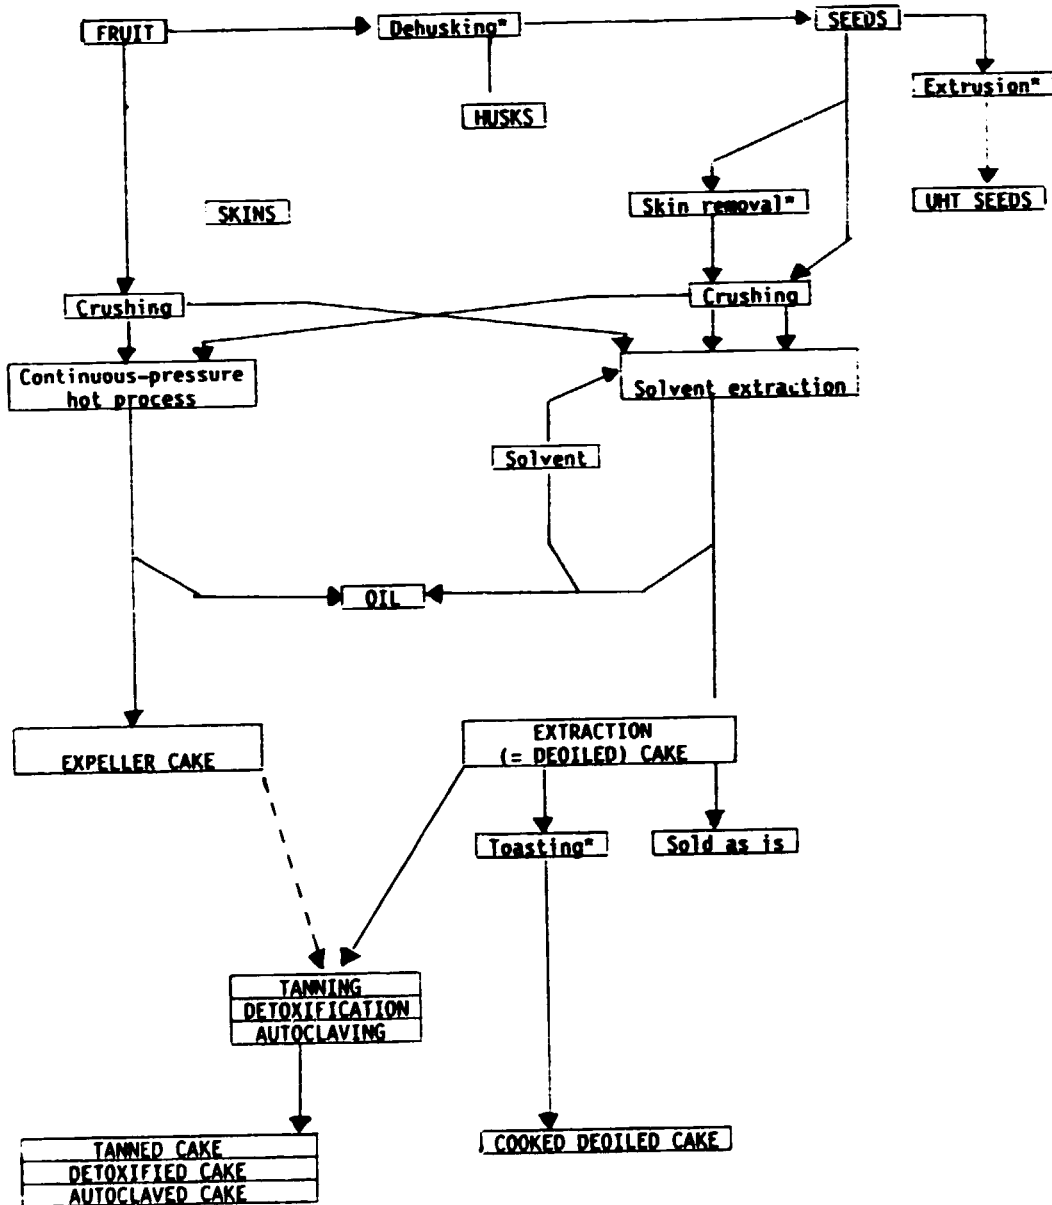 FRUIT
Dehusking*
SEEDS
Extrusion*
HUSKS
UHT SEEDS
Skin removal*
SKINS
Crushing
Crushing
Continuous-pressure
hot process
Solvent extraction
Solvent
OIL
EXPELLER CAKE
EXTRACTION
(= DEOILED) CAKE
Toasting*
Sold as is
TANNING
DETOXIFICATION
AUTOCLAVING
COOKED DEOILED CAKE
TANNED CAKE
DETOXIFIED CAKE
AUTOCLAVED CAKE